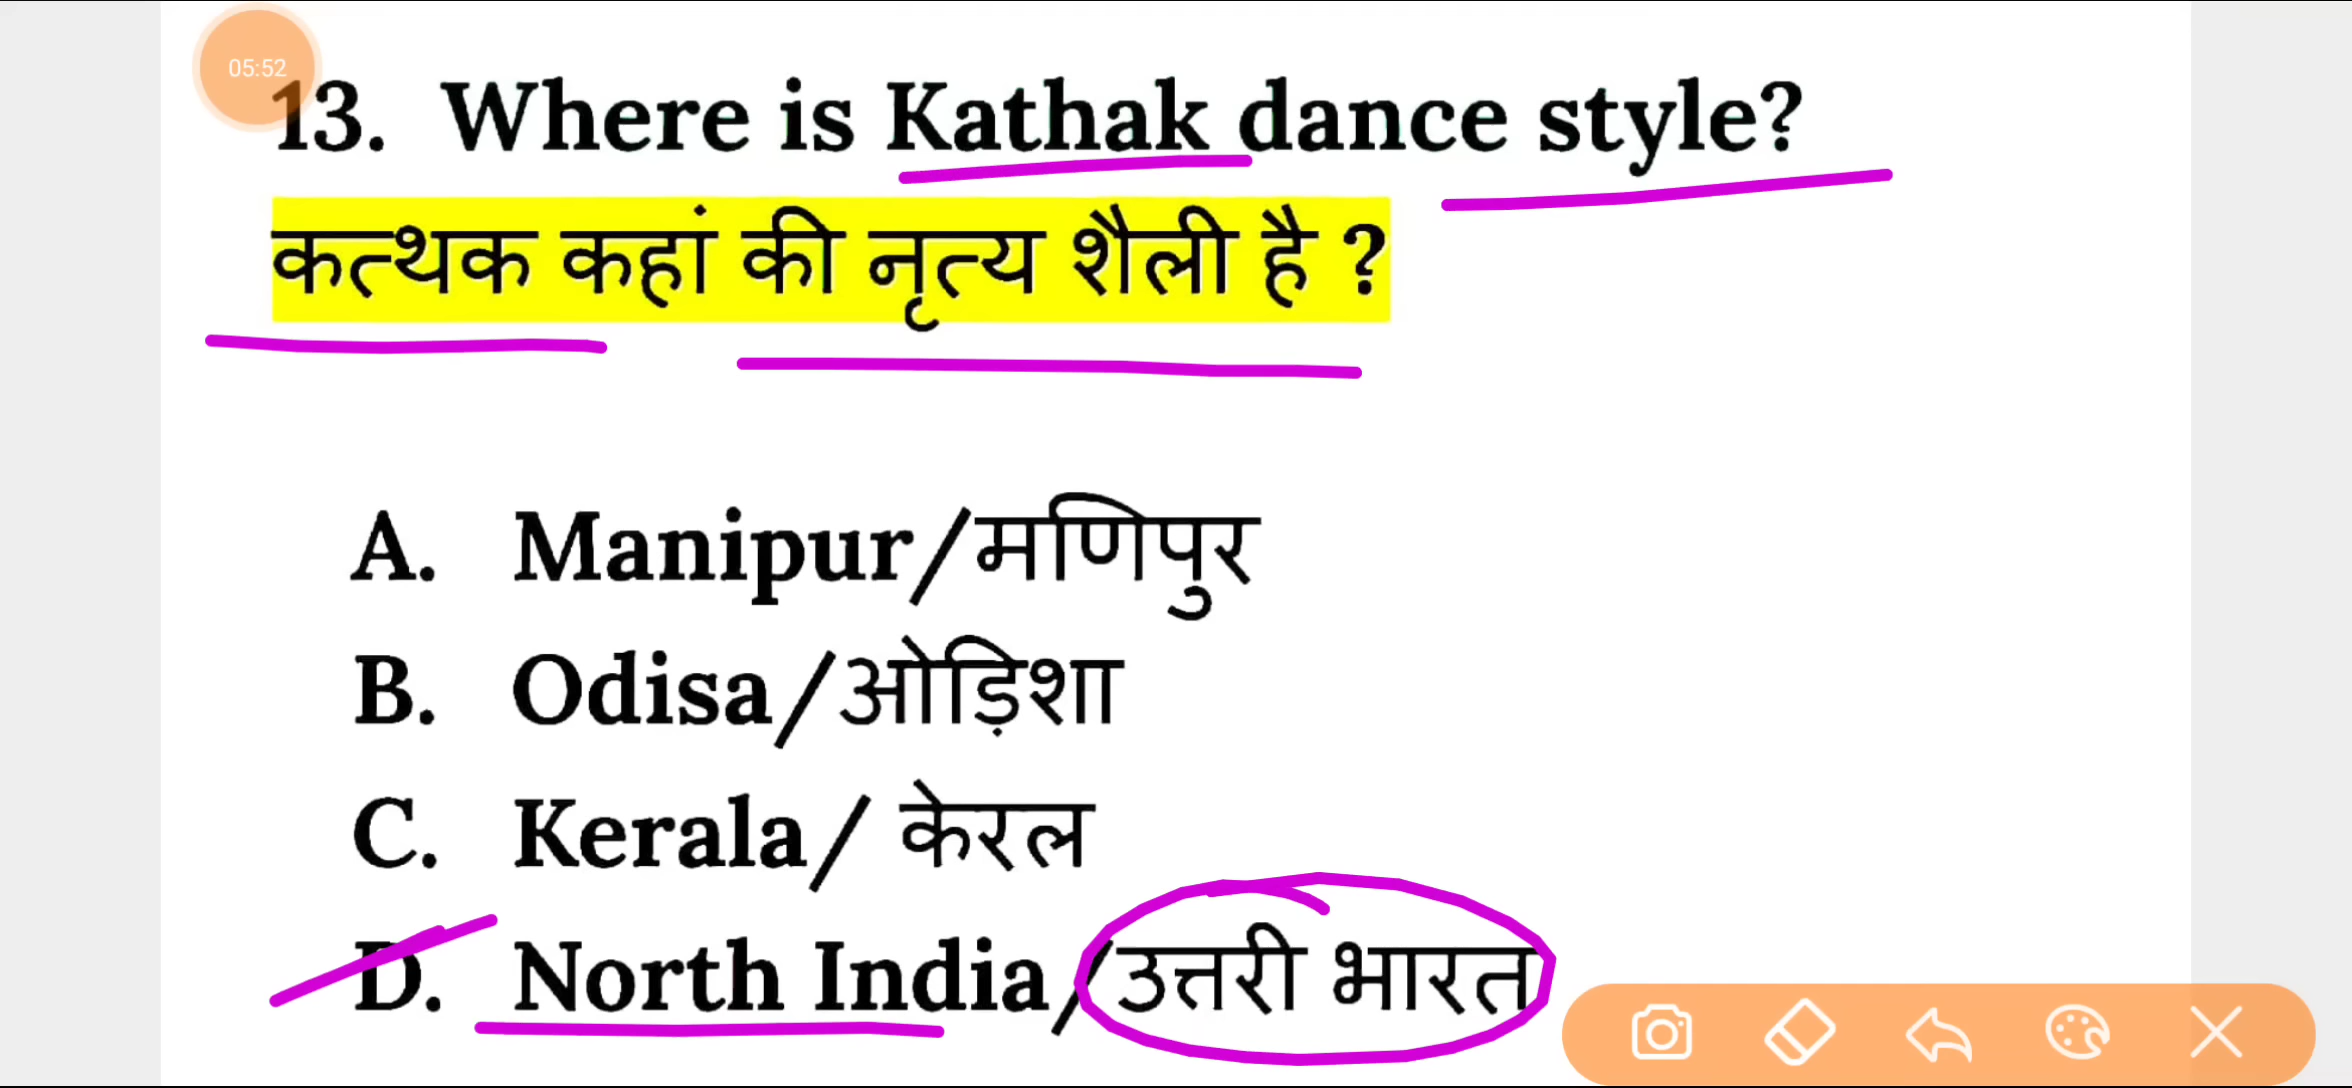 05:52
13. Where is Kathak dance style?
कत्थक कहां की नृत्य शैली है ?
A. Manipur/मणिपुर
B. Odisa/ओड़िशा
C. Kerala/ केरल
D. North India/उत्तरी भारत